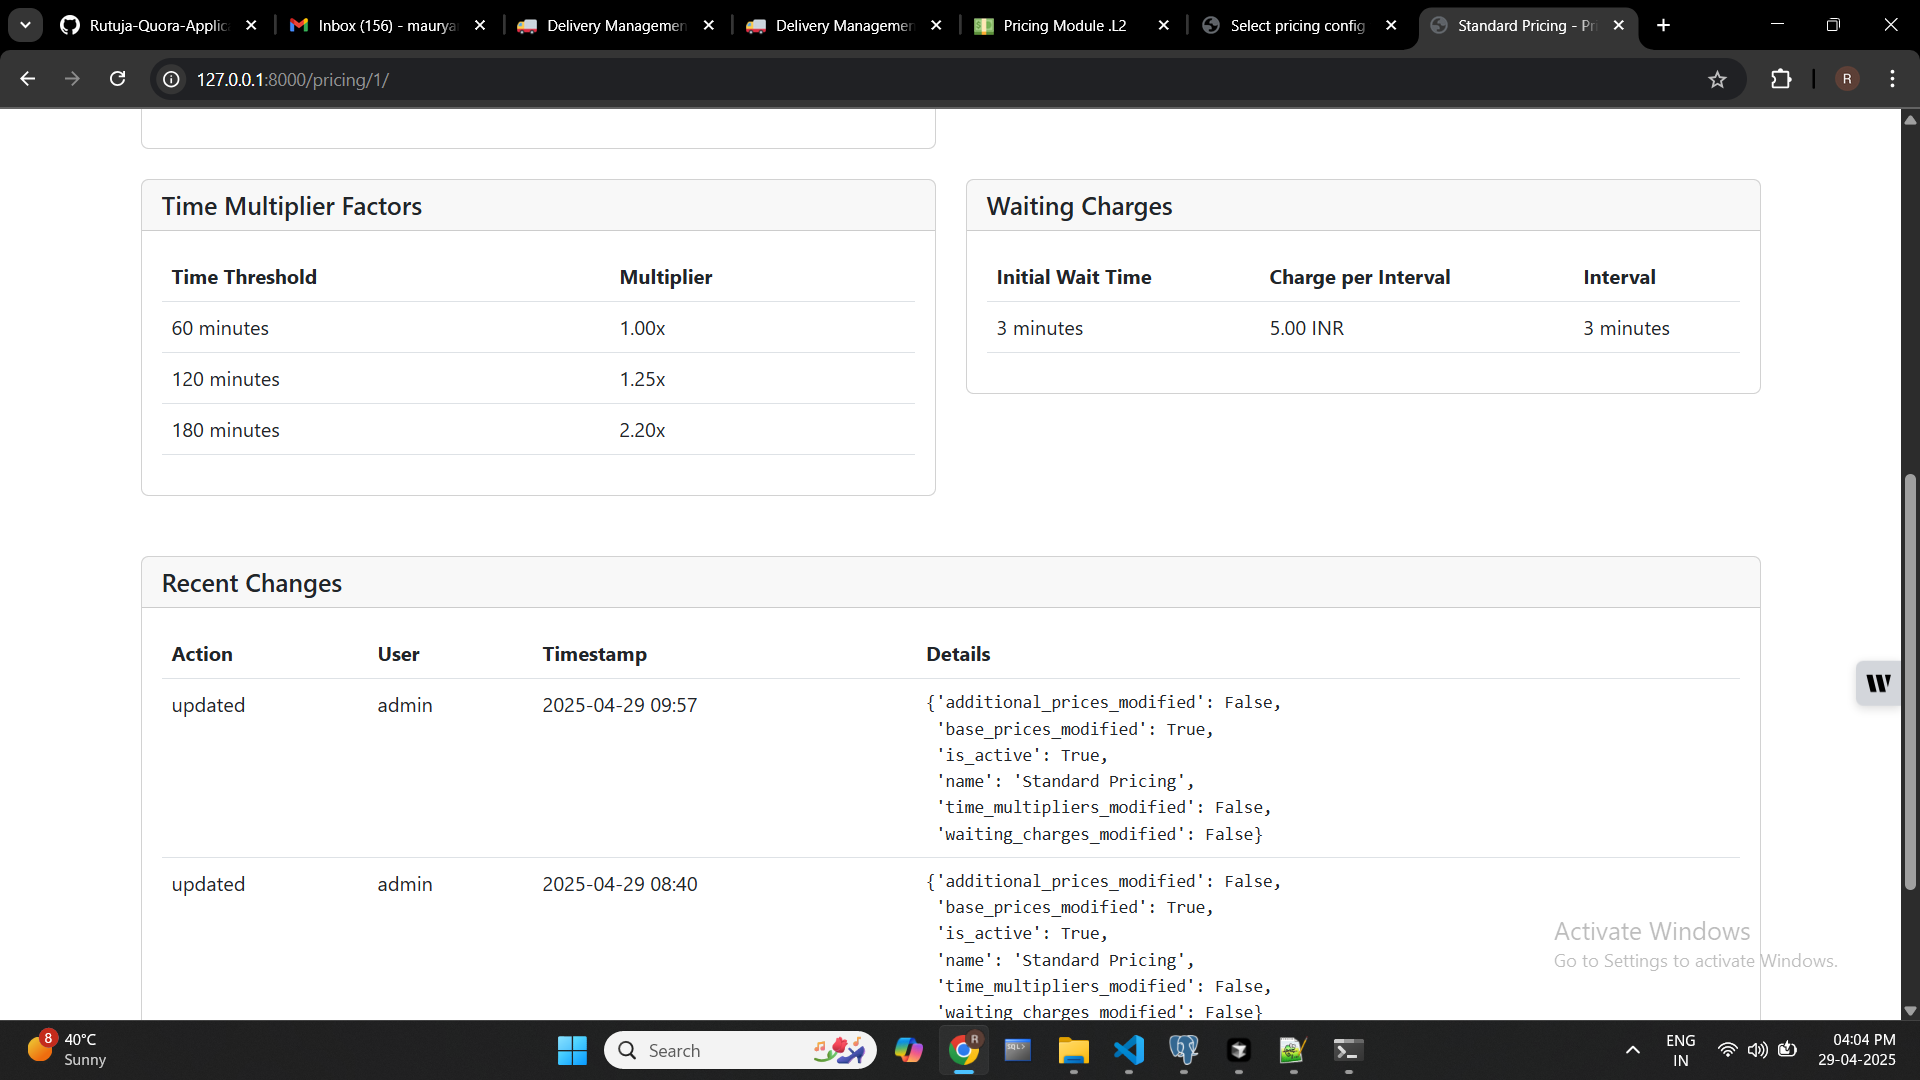 Rutuja-Quora-Applica
Inbox (156) - maurya
Delivery Managemen
Delivery Managemen
Pricing Module .L2
Select pricing config
Standard Pricing - Pr
127.0.0.1:8000/pricing/1/
R
Time Multiplier Factors
Time Threshold Multiplier
60 minutes 1.00x
120 minutes 1.25x
180 minutes 2.20x
Waiting Charges
Initial Wait Time Charge per Interval Interval
3 minutes 5.00 INR 3 minutes
Recent Changes
Action User Timestamp Details
updated admin 2025-04-29 09:57 {'additional_prices_modified': False,
'base_prices_modified': True,
'is_active': True,
'name': 'Standard Pricing',
'time_multipliers_modified': False,
'waiting_charges_modified': False}
updated admin 2025-04-29 08:40 {'additional_prices_modified': False,
'base_prices_modified': True,
'is_active': True,
'name': 'Standard Pricing',
'time_multipliers_modified': False,
'waiting_charges_modified': False}
W
Activate Windows
Go to Settings to activate Windows.
8
40°C
Sunny
Search
R
SQL>
ENG
IN
04:04 PM
29-04-2025